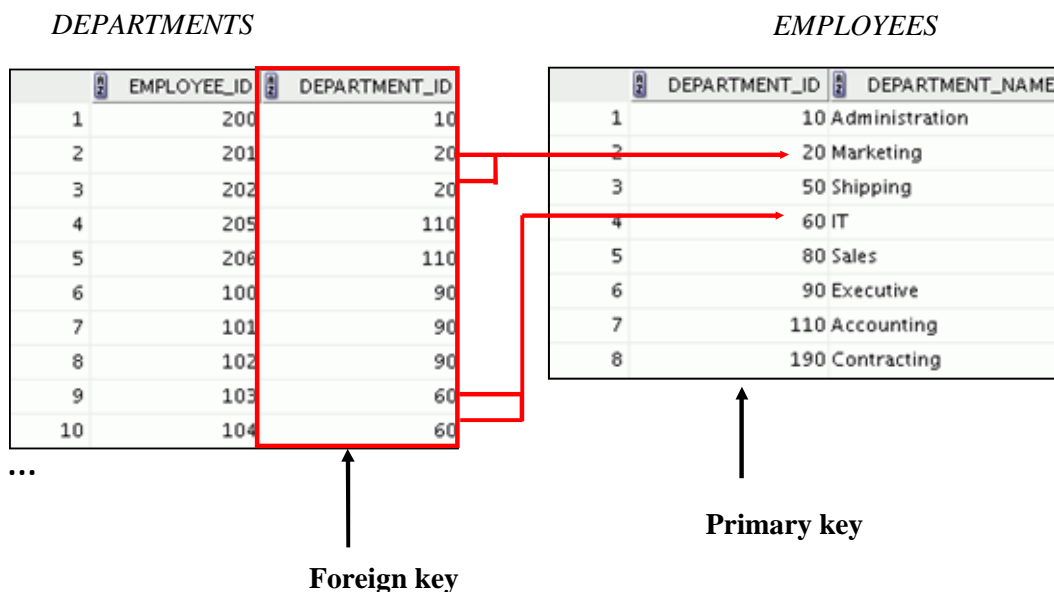 DEPARTMENTS
EMPLOYEES
EMPLOYEE_ID DEPARTMENT_ID
1 200 10
2 201 20
3 202 20
4 205 110
5 206 110
6 100 90
7 101 90
8 102 90
9 103 60
10 104 60
...
DEPARTMENT_ID DEPARTMENT_NAME
1 10 Administration
2 20 Marketing
3 50 Shipping
4 60 IT
5 80 Sales
6 90 Executive
7 110 Accounting
8 190 Contracting
Primary key
Foreign key